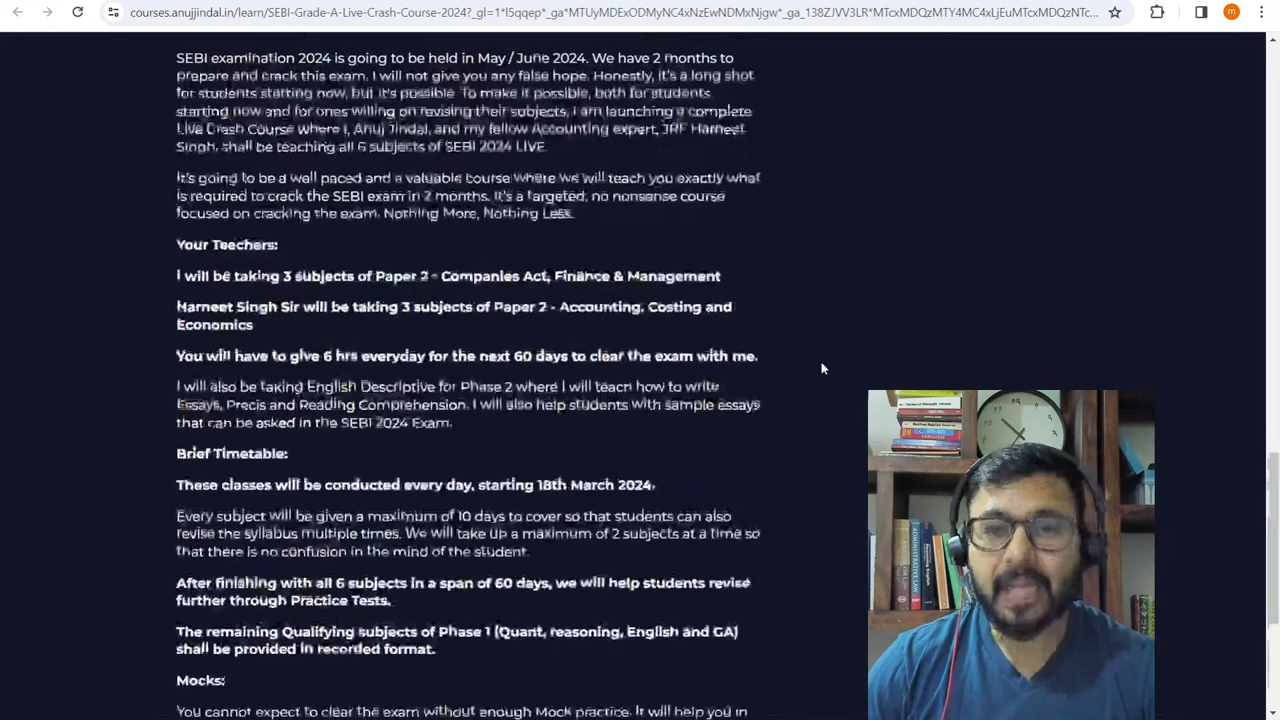 courses.anujjindal.in/learn/SEBI-Grade-A-Live-Crash-Course-2024?_gl=1*l5qqep*_ga*MTUyMDExODMyNC4xNzEwNDMxNjgw*_ga_138ZJVV3LR*MTcxMDQzMTY4MC4xLjEuMTcxMDQzNTc...
m
SEBI examination 2024 is going to be held in May / June 2024. We have 2 months to
prepare and crack this exam. I will not give you any false hope. Honestly, it's a long shot
for students starting now, but it's possible. To make it possible, both for students
starting now and for ones willing on revising their subjects, I am launching a complete
Live Crash Course where I, Anuj Jindal, and my fellow Accounting expert, JRF Harneet
Singh, shall be teaching all 6 subjects of SEBI 2024 LIVE.
It's going to be a well paced and a valuable course where we will teach you exactly what
is required to crack the SEBI exam in 2 months. It's a targeted, no nonsense course
focused on cracking the exam. Nothing More, Nothing Less.
Your Teachers:
I will be taking 3 subjects of Paper 2 - Companies Act, Finance & Management
Harneet Singh Sir will be taking 3 subjects of Paper 2 - Accounting, Costing and
Economics
You will have to give 6 hrs everyday for the next 60 days to clear the exam with me.
I will also be taking English Descriptive for Phase 2 where I will teach how to write
Essays, Precis and Reading Comprehension. I will also help students with sample essays
that can be asked in the SEBI 2024 Exam.
Brief Timetable:
These classes will be conducted every day, starting 18th March 2024.
Every subject will be given a maximum of 10 days to cover so that students can also
revise the syllabus multiple times. We will take up a maximum of 2 subjects at a time so
that there is no confusion in the mind of the student.
After finishing with all 6 subjects in a span of 60 days, we will help students revise
further through Practice Tests.
The remaining Qualifying subjects of Phase 1 (Quant, reasoning, English and GA)
shall be provided in recorded format.
Mocks:
You cannot expect to clear the exam without enough Mock practice. It will help you in
ADMINISTRATIVE LAW